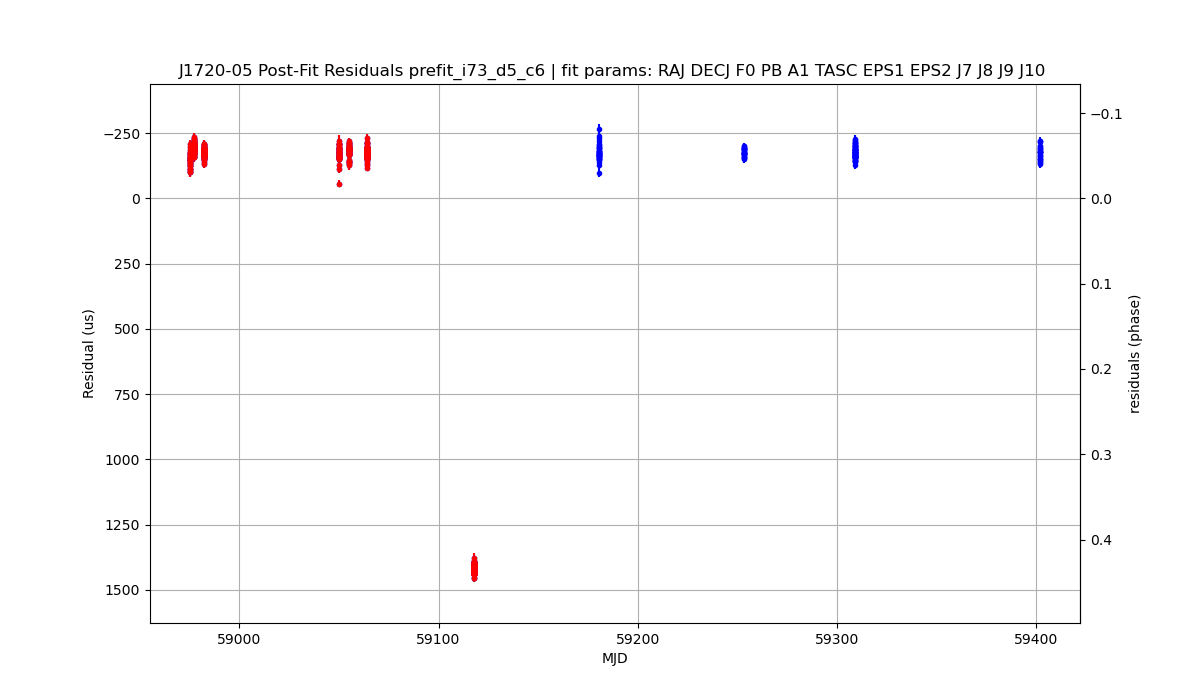 J1720-05 Post-Fit Residuals prefit_i73_d5_c6 | fit params: RAJ DECJ F0 PB A1 TASC EPS1 EPS2 J7 J8 J9 J10
Residual (us)
−250
0
250
500
750
1000
1250
1500
−0.1
0.0
0.1
0.2
0.3
0.4
residuals (phase)
59000 59100 59200 59300 59400
MJD